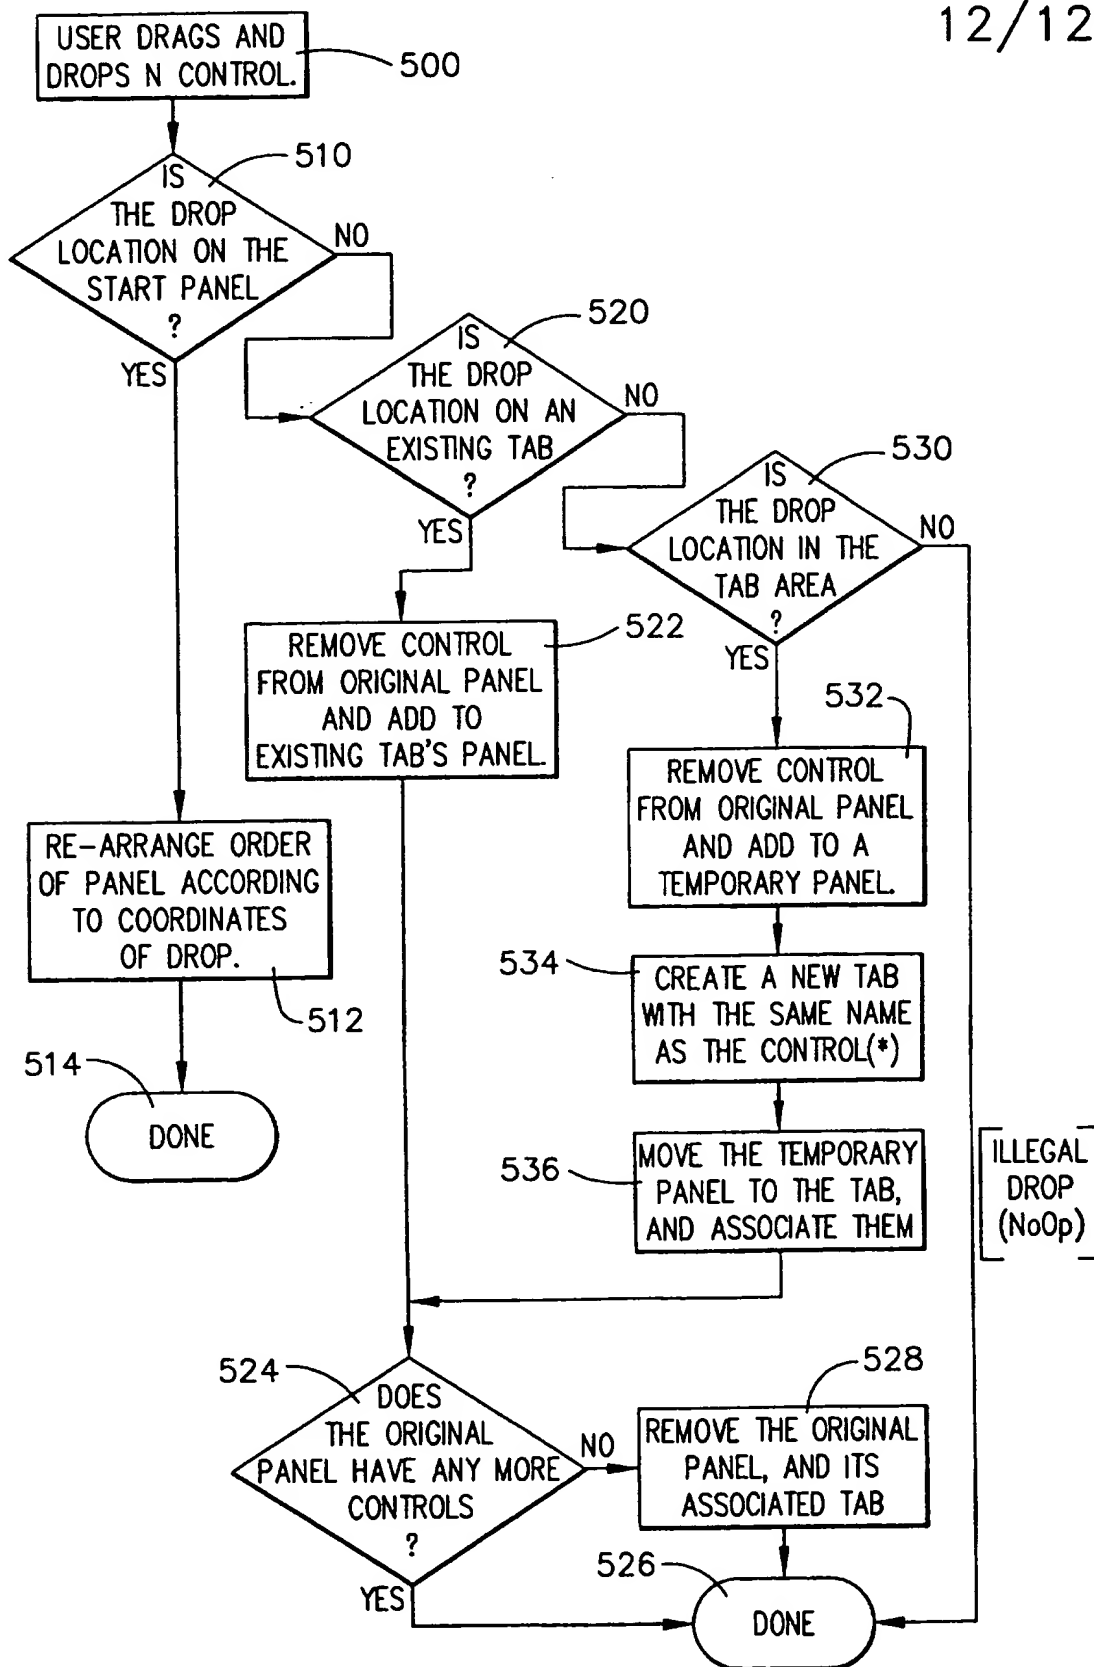 12/12
USER DRAGS AND
DROPS N CONTROL.
500
510
IS
THE DROP
LOCATION ON THE
START PANEL
?
NO
YES
520
IS
THE DROP
LOCATION ON AN
EXISTING TAB
?
NO
YES
530
IS
THE DROP
LOCATION IN THE
TAB AREA
?
NO
YES
522
REMOVE CONTROL
FROM ORIGINAL PANEL
AND ADD TO
EXISTING TAB'S PANEL.
532
REMOVE CONTROL
FROM ORIGINAL PANEL
AND ADD TO A
TEMPORARY PANEL.
RE-ARRANGE ORDER
OF PANEL ACCORDING
TO COORDINATES
OF DROP.
512
514
DONE
534
CREATE A NEW TAB
WITH THE SAME NAME
AS THE CONTROL(*)
536
MOVE THE TEMPORARY
PANEL TO THE TAB,
AND ASSOCIATE THEM
ILLEGAL
DROP
(NoOp)
524
DOES
THE ORIGINAL
PANEL HAVE ANY MORE
CONTROLS
?
NO
YES
528
REMOVE THE ORIGINAL
PANEL, AND ITS
ASSOCIATED TAB
526
DONE